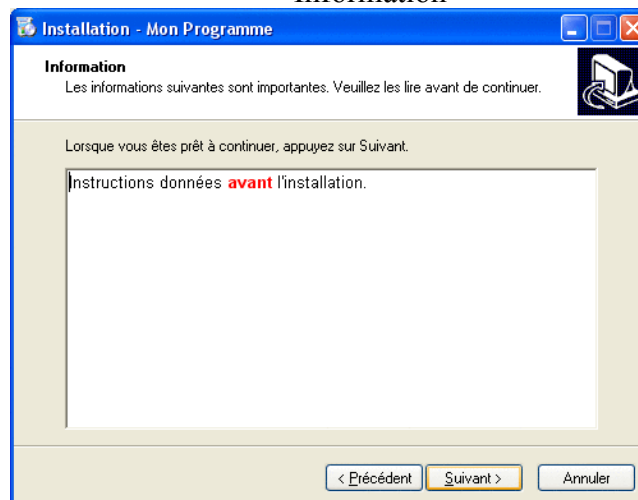 Information
Installation - Mon Programme
Information
Les informations suivantes sont importantes. Veuillez les lire avant de continuer.
Lorsque vous êtes prêt à continuer, appuyez sur Suivant.
Instructions données avant l'installation.
< Précédent
Suivant >
Annuler